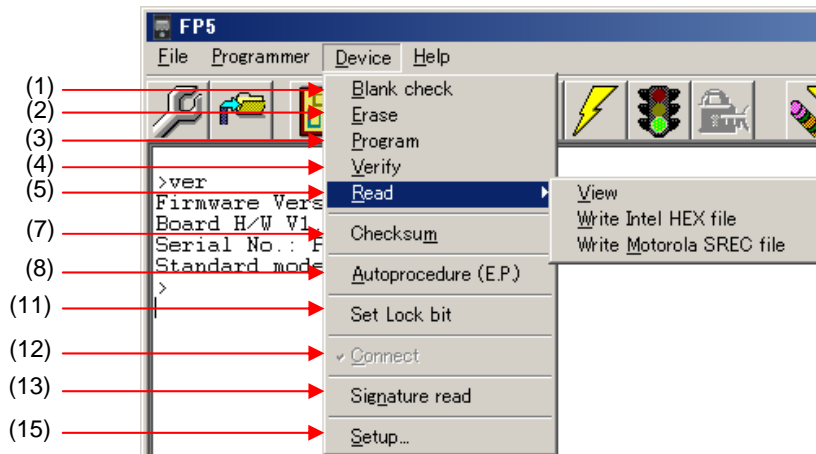 FP5
File Programmer Device Help
(1) Blank check
(2) Erase
(3) Program
(4) Verify
(5) Read
View
Write Intel HEX file
Write Motorola SREC file
(7) Checksum
(8) Autoprocedure (E.P.)
(11) Set Lock bit
(12) Connect
(13) Signature read
(15) Setup...
>ver
Firmware Vers
Board H/W V1.
Serial No.:
Standard mode
>